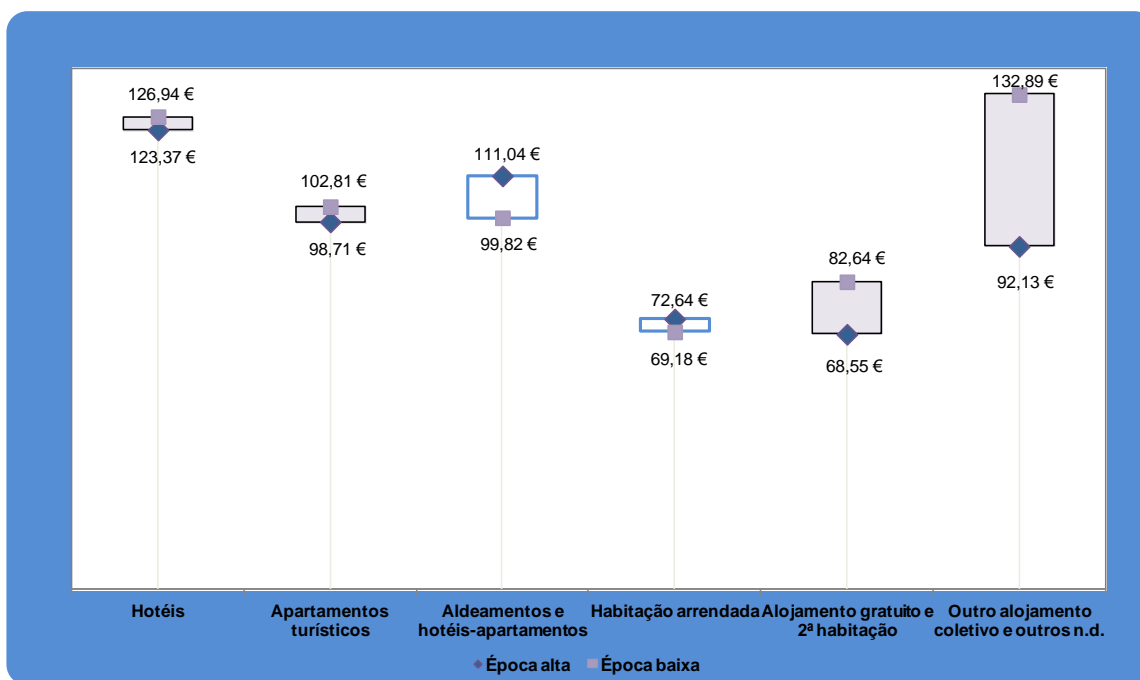 132,89 €
126,94 €
123,37 €
111,04 €
102,81 €
98,71 €
99,82 €
82,64 €
92,13 €
72,64 €
69,18 €
68,55 €
Hotéis
Apartamentos
turísticos
Aldeamentos e
hotéis-apartamentos
Habitação arrendada
Alojamento gratuito e
2ª habitação
Outro alojamento
coletivo e outros n.d.
Época alta
Época baixa